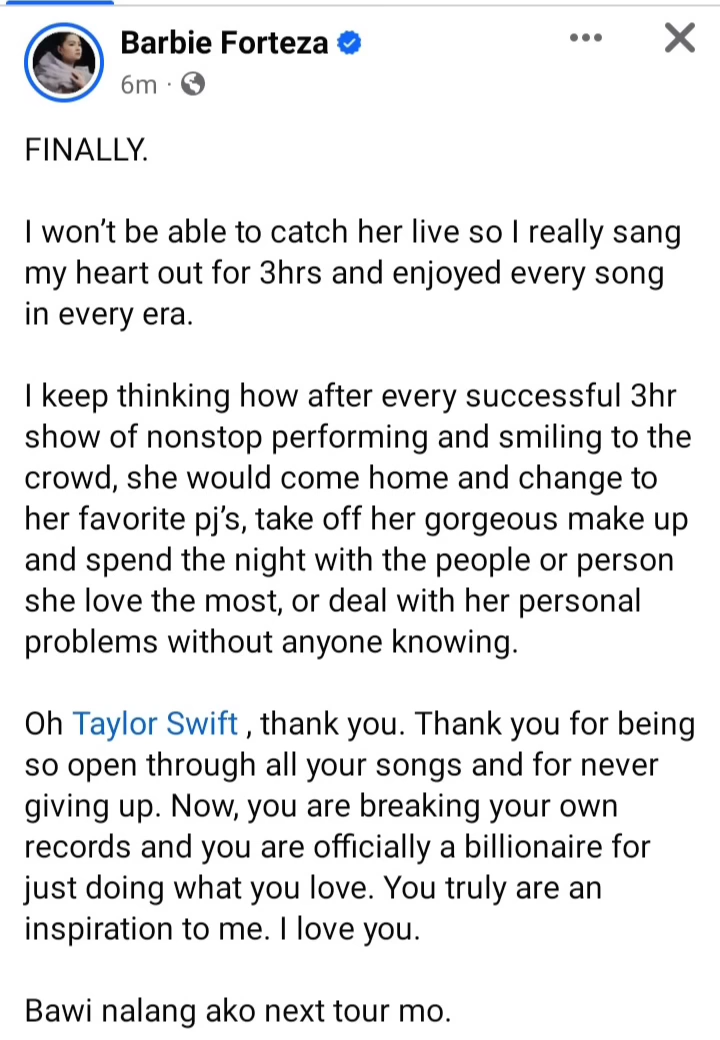 Barbie Forteza
6m ·
FINALLY.
I won't be able to catch her live so I really sang
my heart out for 3hrs and enjoyed every song
in every era.
I keep thinking how after every successful 3hr
show of nonstop performing and smiling to the
crowd, she would come home and change to
her favorite pj's, take off her gorgeous make up
and spend the night with the people or person
she love the most, or deal with her personal
problems without anyone knowing.
Oh Taylor Swift , thank you. Thank you for being
so open through all your songs and for never
giving up. Now, you are breaking your own
records and you are officially a billionaire for
just doing what you love. You truly are an
inspiration to me. I love you.
Bawi nalang ako next tour mo.